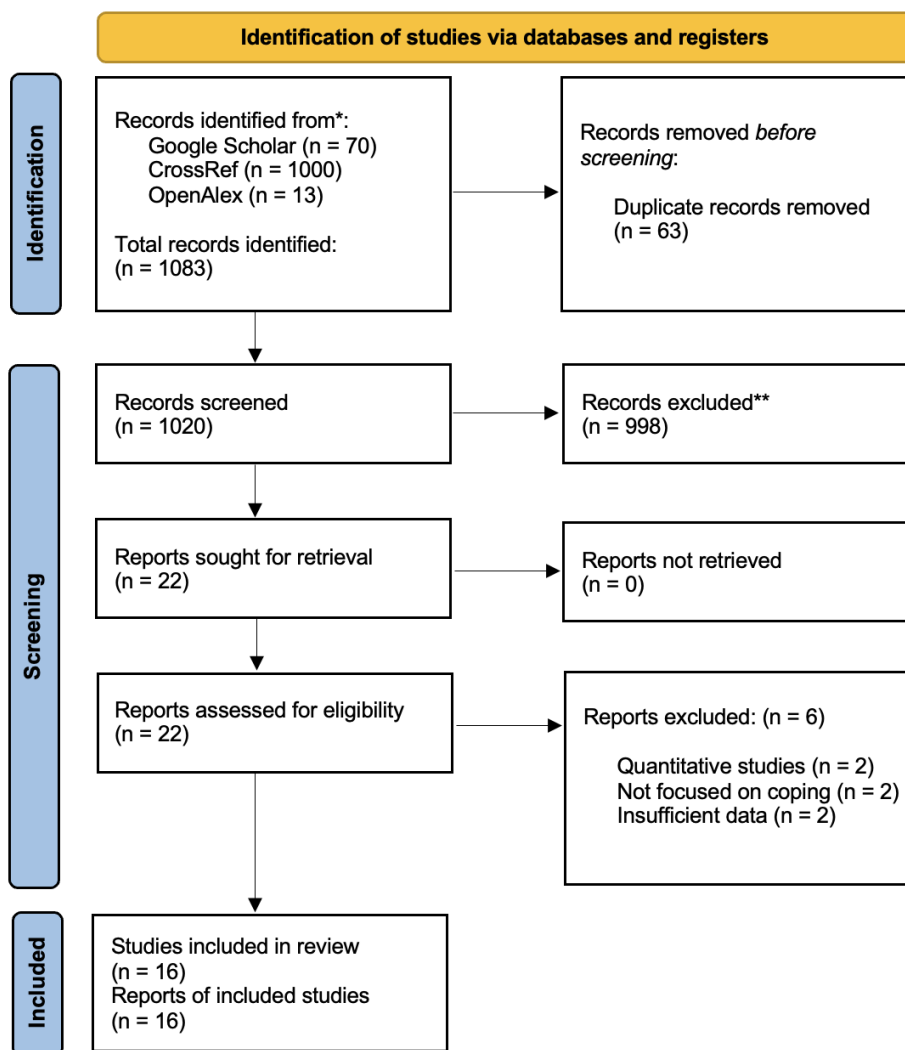 Identification of studies via databases and registers
Identification
Records identified from*:
Google Scholar (n = 70)
CrossRef (n = 1000)
OpenAlex (n = 13)
Total records identified:
(n = 1083)
Records removed before
screening:
Duplicate records removed
(n = 63)
Screening
Records screened
(n = 1020)
Records excluded**
(n = 998)
Reports sought for retrieval
(n = 22)
Reports not retrieved
(n = 0)
Reports assessed for eligibility
(n = 22)
Reports excluded: (n = 6)
Quantitative studies (n = 2)
Not focused on coping (n = 2)
Insufficient data (n = 2)
Included
Studies included in review
(n = 16)
Reports of included studies
(n = 16)